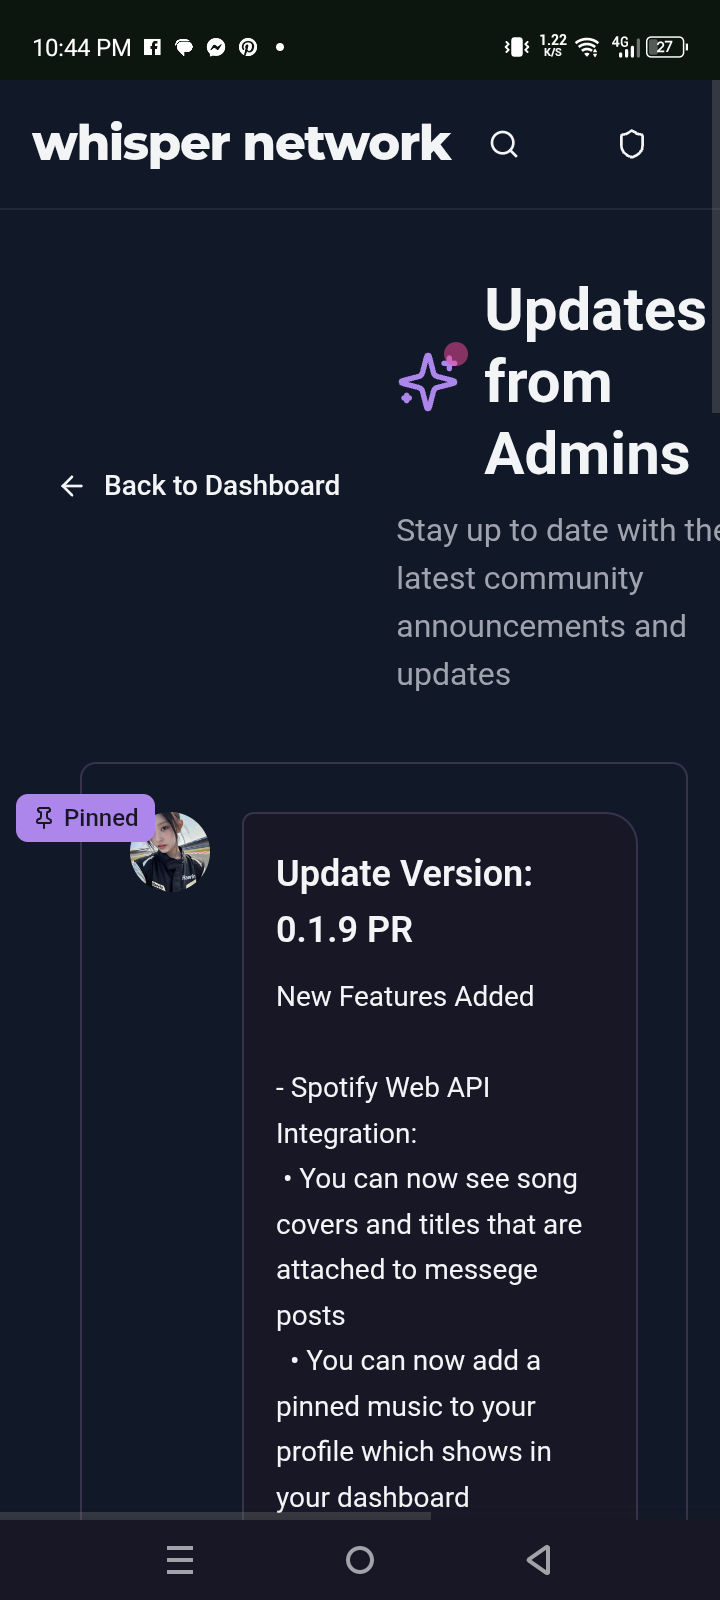 10:44 PM
1.22
K/S
4G
27
whisper network
Updates
from
Admins
Back to Dashboard
Stay up to date with the
latest community
announcements and
updates
Pinned
Update Version:
0.1.9 PR
New Features Added
- Spotify Web API
Integration:
• You can now see song
covers and titles that are
attached to messege
posts
• You can now add a
pinned music to your
profile which shows in
your dashboard